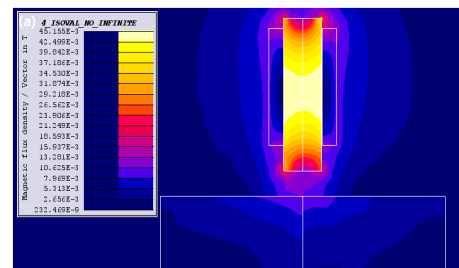 (a)
4_ISOVAL_NO_INFINITE
Magnetic flux density / Vector in T
45.155E-3
42.499E-3
39.842E-3
37.186E-3
34.530E-3
31.874E-3
29.218E-3
26.562E-3
23.906E-3
21.249E-3
18.593E-3
15.937E-3
13.281E-3
10.625E-3
7.969E-3
5.313E-3
2.656E-3
232.469E-9